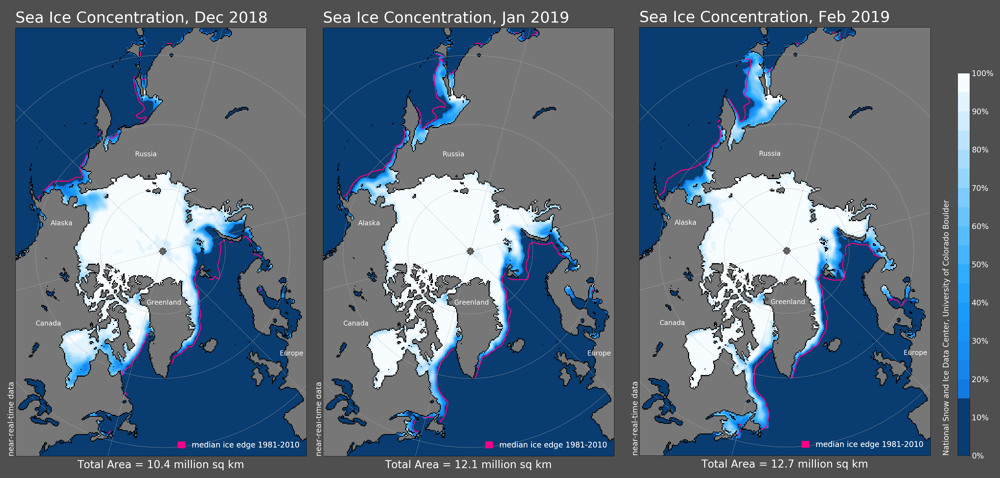 Sea Ice Concentration, Dec 2018
Russia
Alaska
Greenland
Canada
Europe
near-real-time data
median ice edge 1981-2010
Total Area = 10.4 million sq km
Sea Ice Concentration, Jan 2019
Russia
Alaska
Greenland
Canada
Europe
near-real-time data
median ice edge 1981-2010
Total Area = 12.1 million sq km
Sea Ice Concentration, Feb 2019
Russia
Alaska
Greenland
Canada
Europe
near-real-time data
median ice edge 1981-2010
Total Area = 12.7 million sq km
National Snow and Ice Data Center, University of Colorado Boulder
100%
90%
80%
70%
60%
50%
40%
30%
20%
10%
0%